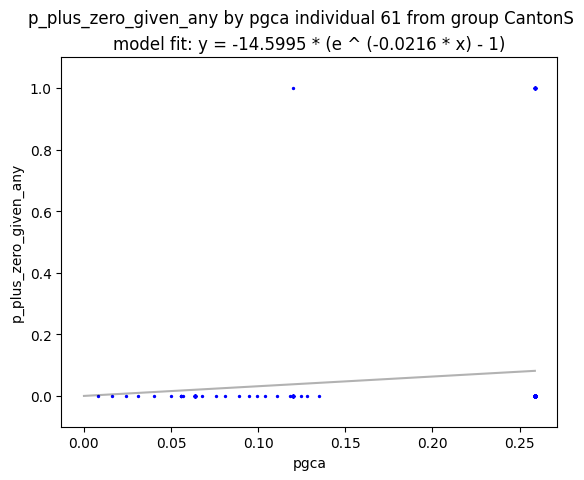 p_plus_zero_given_any by pgca individual 61 from group CantonS
model fit: y = -14.5995 * (e ^ (-0.0216 * x) - 1)
1.0
0.8
0.6
0.4
0.2
0.0
p_plus_zero_given_any
0.00 0.05 0.10 0.15 0.20 0.25
pgca